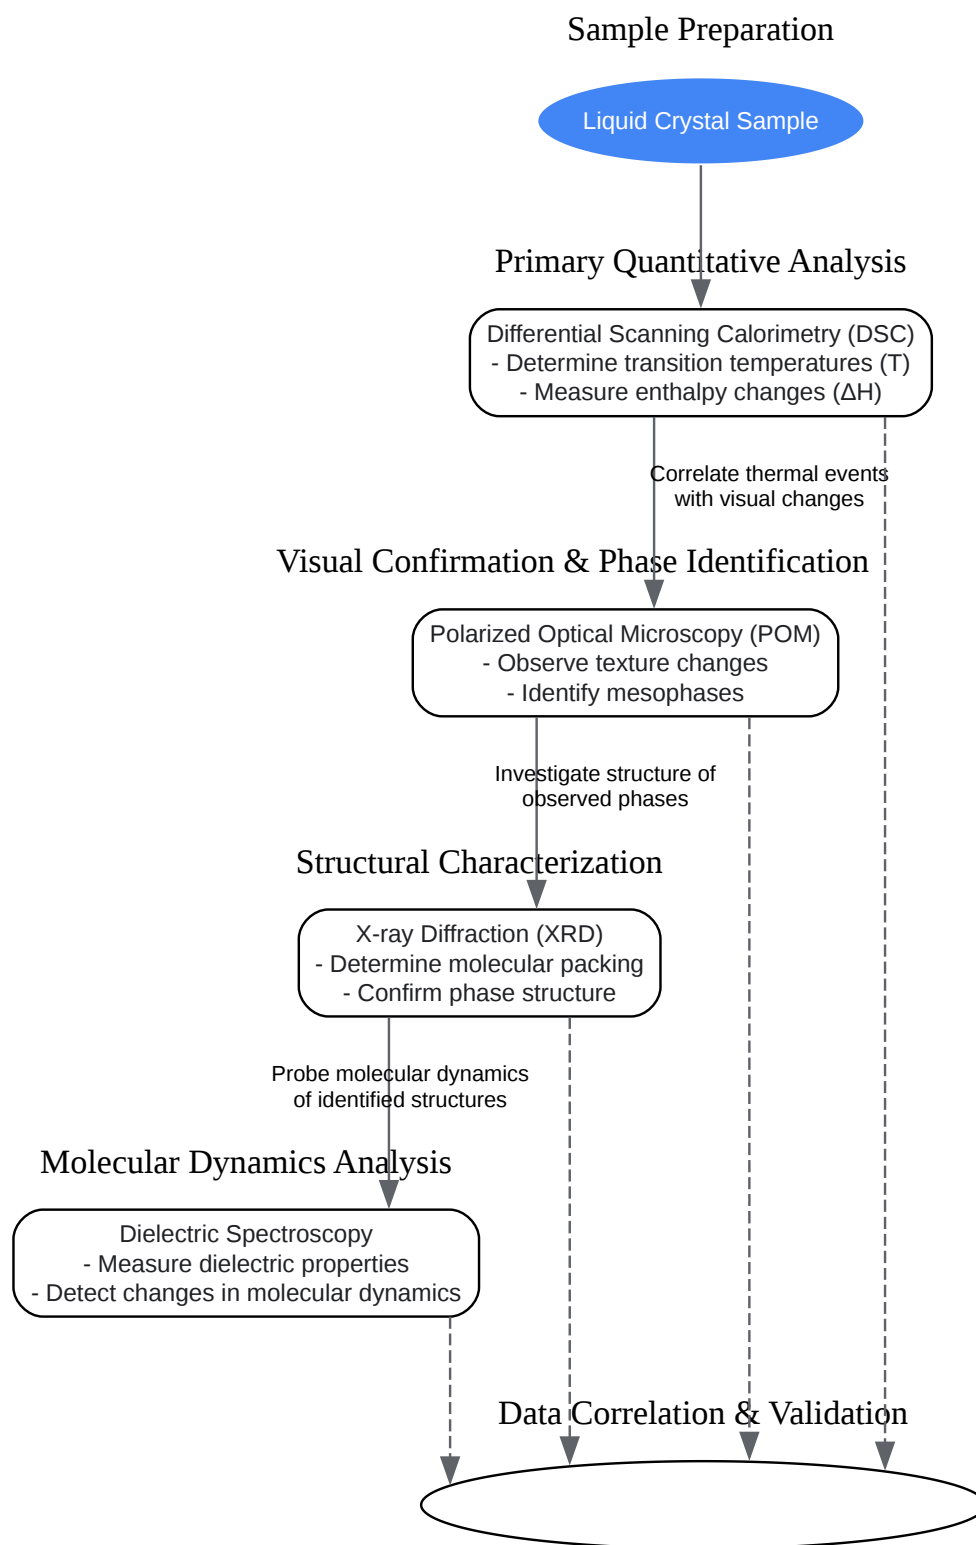 Sample Preparation
Liquid Crystal Sample
Primary Quantitative Analysis
Differential Scanning Calorimetry (DSC)
- Determine transition temperatures (T)
- Measure enthalpy changes (ΔH)
Correlate thermal events
with visual changes
Visual Confirmation & Phase Identification
Polarized Optical Microscopy (POM)
- Observe texture changes
- Identify mesophases
Investigate structure of
observed phases
Structural Characterization
X-ray Diffraction (XRD)
- Determine molecular packing
- Confirm phase structure
Probe molecular dynamics
of identified structures
Molecular Dynamics Analysis
Dielectric Spectroscopy
- Measure dielectric properties
- Detect changes in molecular dynamics
Data Correlation & Validation